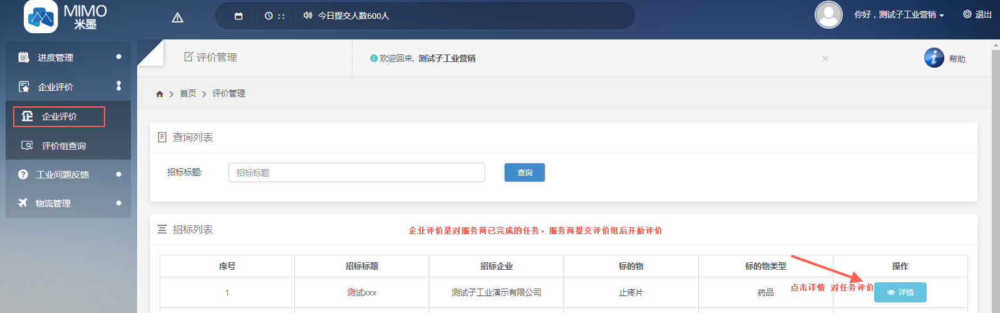 MIMO
米墨
: :
今日提交人数600人
你好，测试子工业营销
退出
进度管理
企业评价
企业评价
评价组查询
工业问题反馈
物流管理
评价管理
欢迎回来, 测试子工业营销
×
帮助
首页 > 评价管理
查询列表
招标标题:
招标标题
查询
招标列表
企业评价是对服务商已完成的任务，服务商提交评价组后开始评价
序号 招标标题 招标企业 标的物 标的物类型 操作
1 测试xxx 测试子工业演示有限公司 止疼片 药品 详情
点击详情 对任务评价